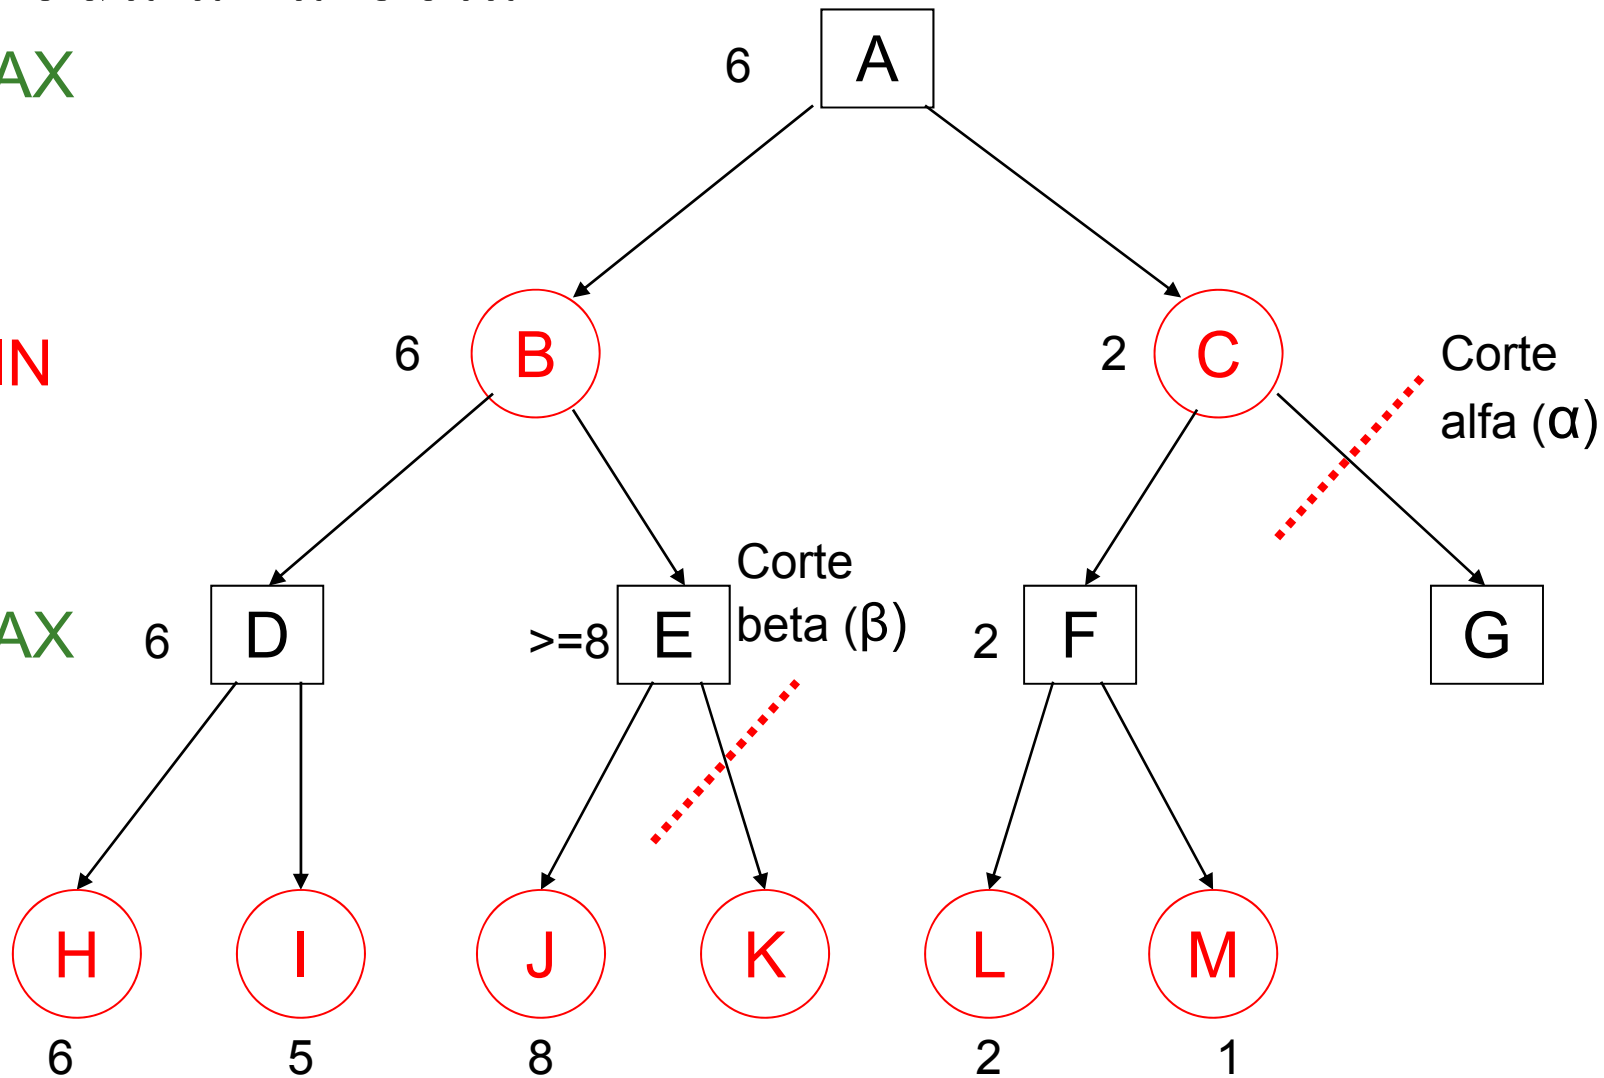 6 A
AX
6 B
2 C
IN
Corte
alfa (α)
Corte
beta (β)
AX
6 D
>=8 E
2 F
G
H I J K L M
6 5 8 2 1